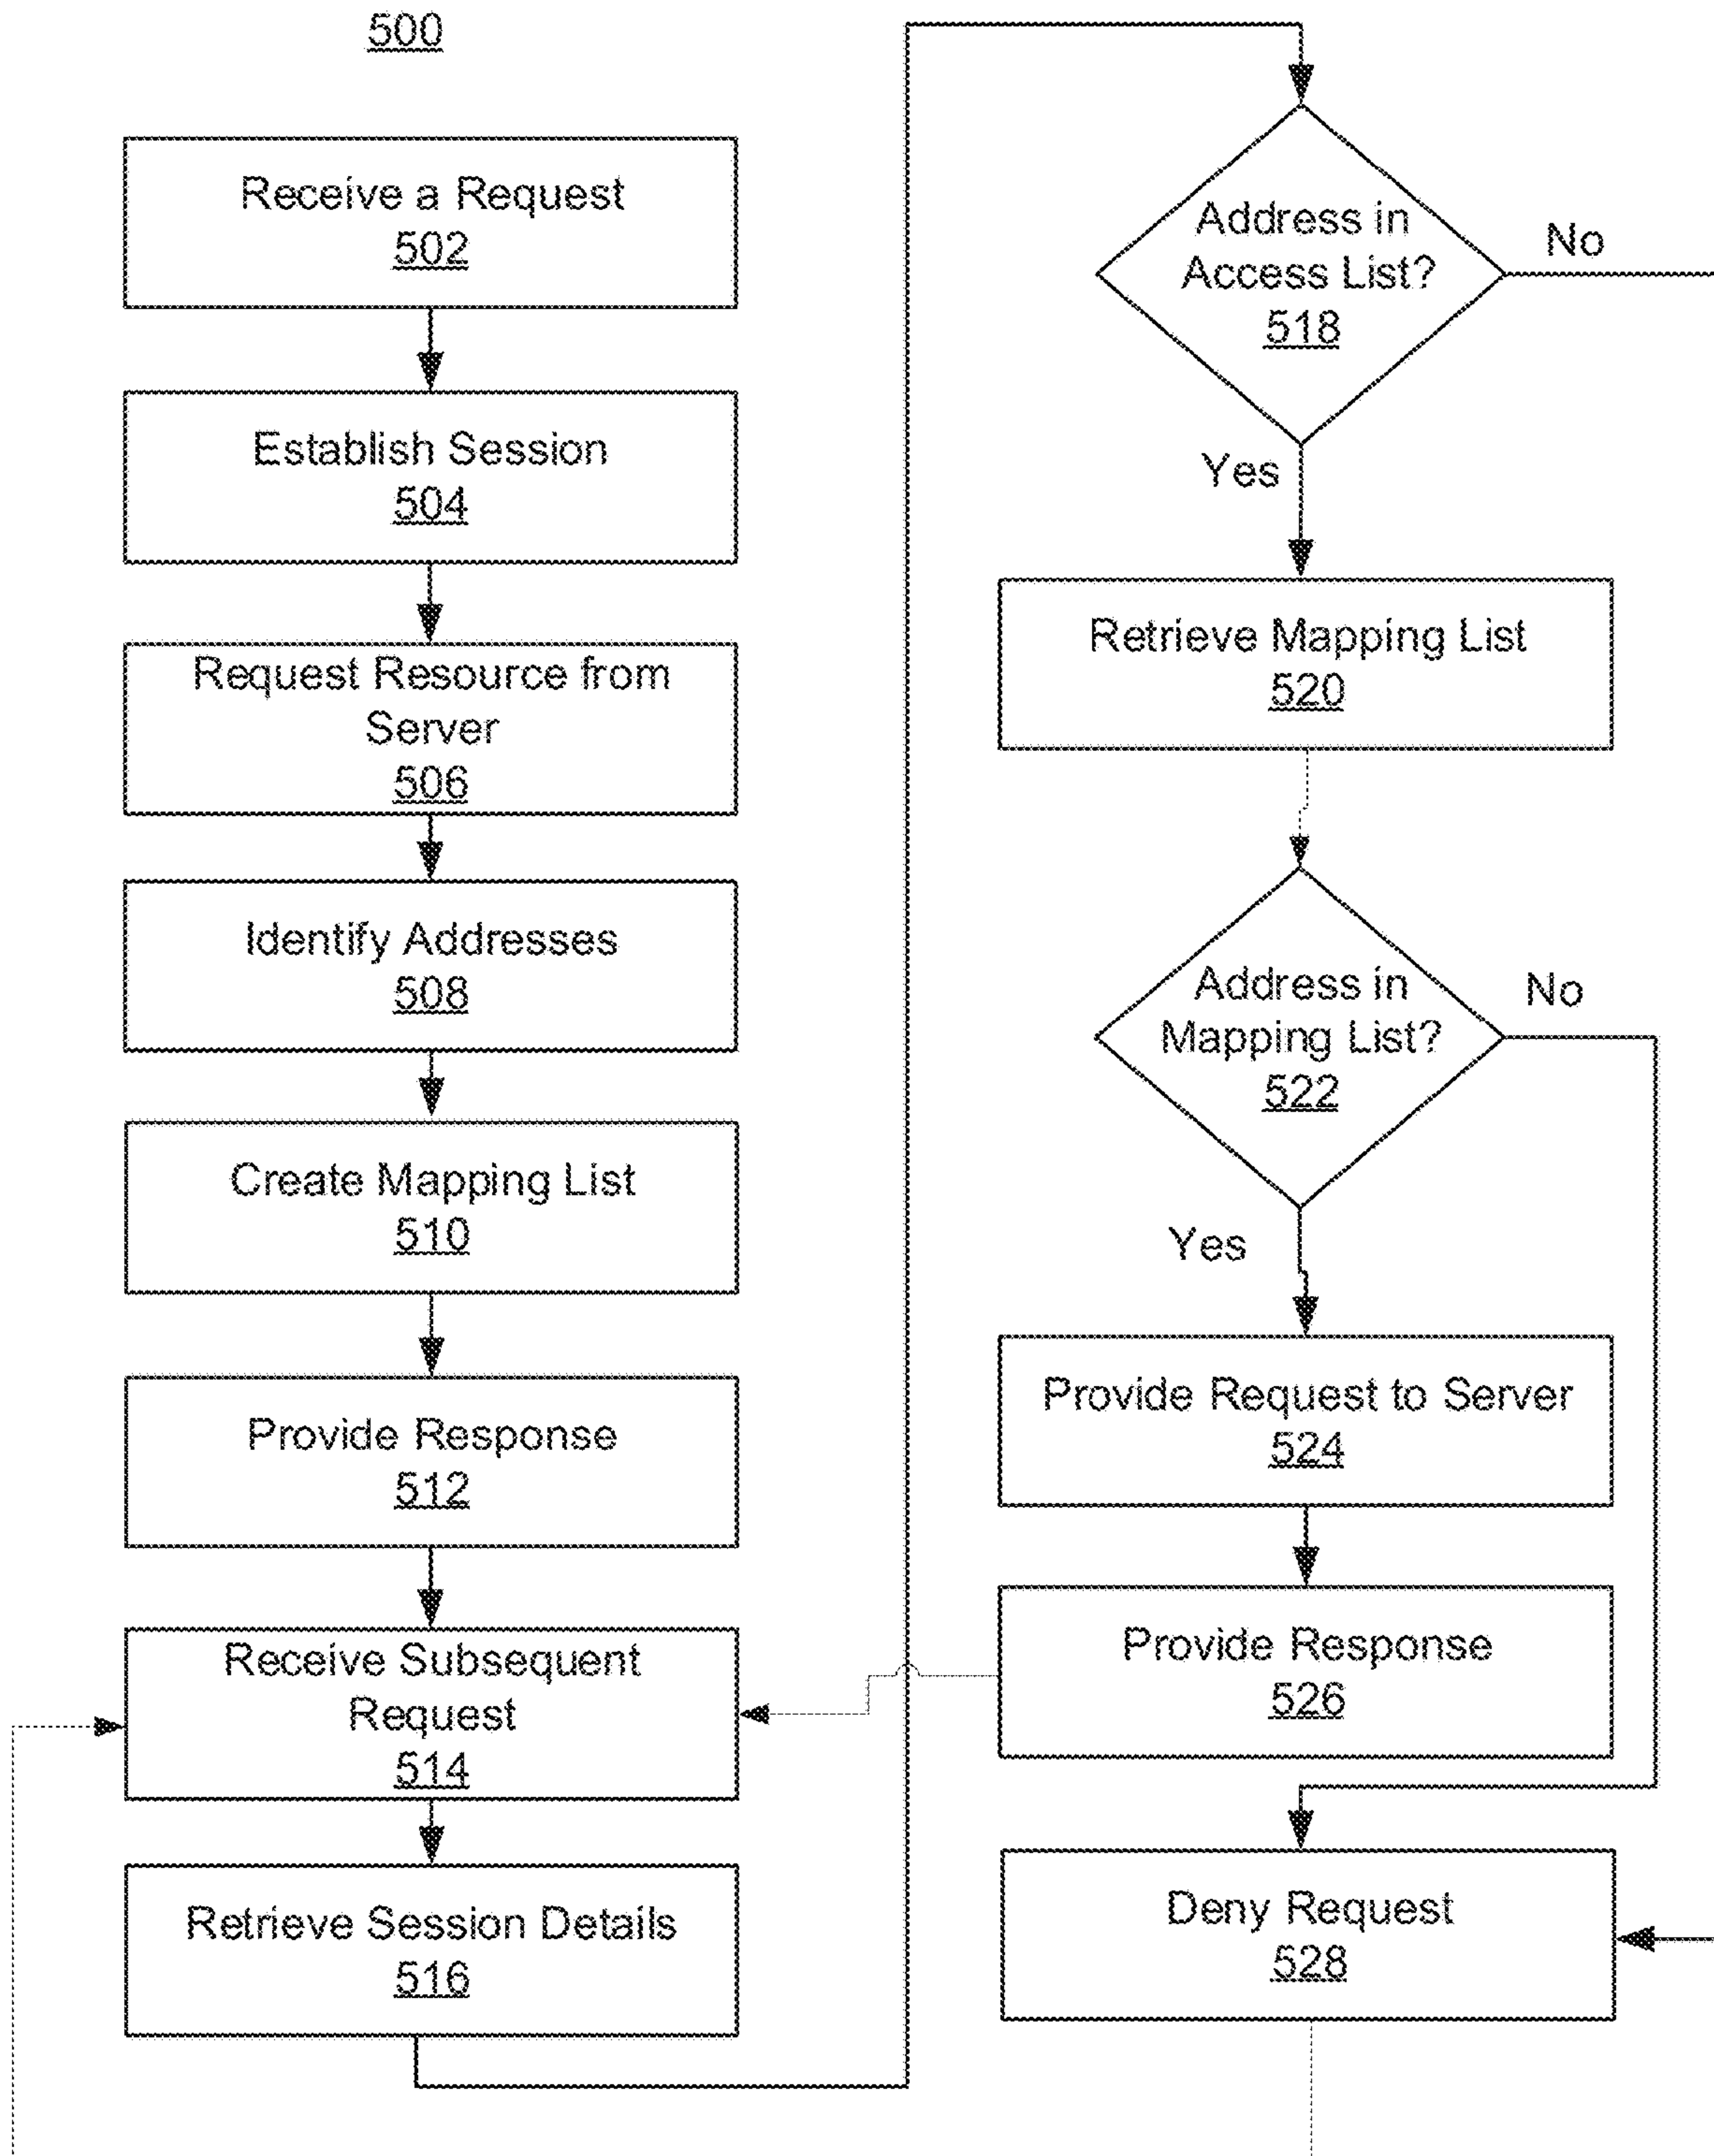 500
Receive a Request
502
Establish Session
504
Request Resource from
Server
506
Identify Addresses
508
Create Mapping List
510
Provide Response
512
Receive Subsequent
Request
514
Retrieve Session Details
516
Address in
Access List?
518
No
Yes
Retrieve Mapping List
520
Address in
Mapping List?
522
No
Yes
Provide Request to Server
524
Provide Response
526
Deny Request
528